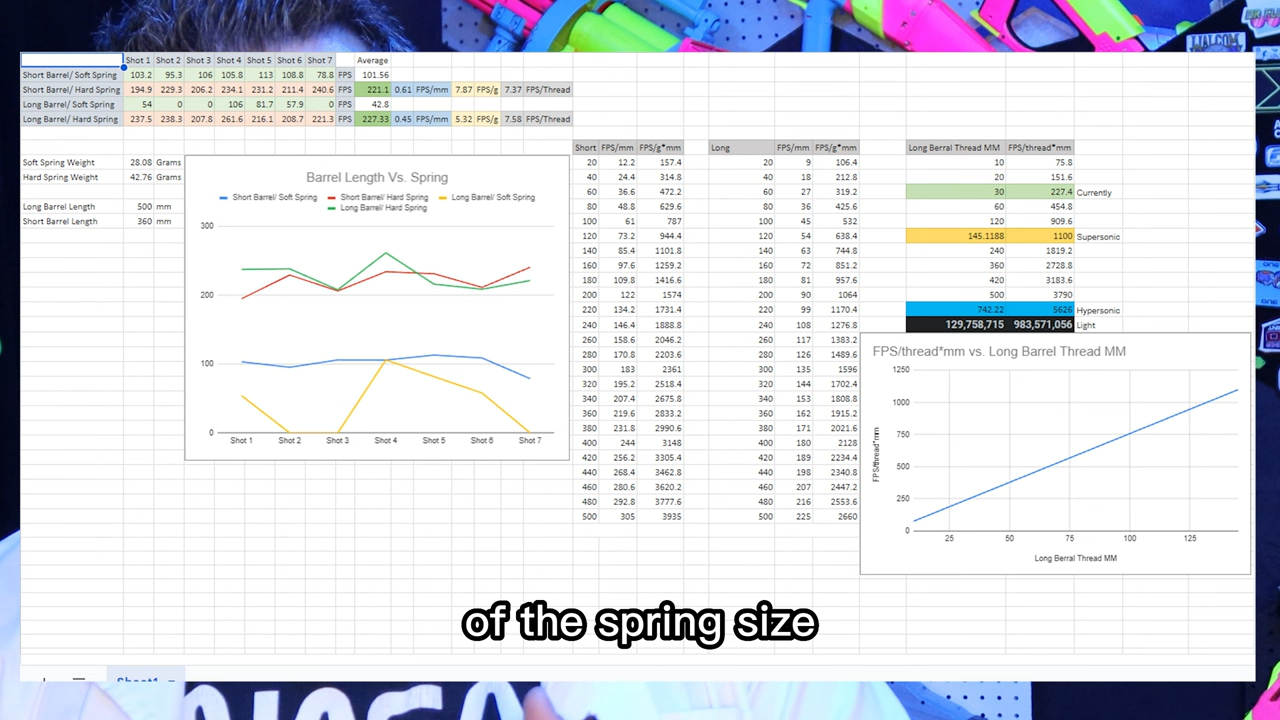 Shot 1 Shot 2 Shot 3 Shot 4 Shot 5 Shot 6 Shot 7 Average
Short Barrel/ Soft Spring 103.2 95.3 106 105.8 113 108.8 78.8 FPS 101.56
Short Barrel/ Hard Spring 194.9 229.3 206.2 234.1 231.2 211.4 240.6 FPS 221.1 0.61 FPS/mm 7.87 FPS/g 7.37 FPS/Thread
Long Barrel/ Soft Spring 54 0 0 106 81.7 57.9 0 FPS 42.8
Long Barrel/ Hard Spring 237.5 238.3 207.8 261.6 216.1 208.7 221.3 FPS 227.33 0.45 FPS/mm 5.32 FPS/g 7.58 FPS/Thread
Soft Spring Weight 28.08 Grams
Hard Spring Weight 42.76 Grams
Long Barrel Length 500 mm
Short Barrel Length 360 mm
Barrel Length Vs. Spring
Short Barrel/ Soft Spring Short Barrel/ Hard Spring Long Barrel/ Soft Spring
Long Barrel/ Hard Spring
300
200
100
0
Shot 1 Shot 2 Shot 3 Shot 4 Shot 5 Shot 6 Shot 7
Short FPS/mm FPS/g*mm
20 12.2 157.4
40 24.4 314.8
60 36.6 472.2
80 48.8 629.6
100 61 787
120 73.2 944.4
140 85.4 1101.8
160 97.6 1259.2
180 109.8 1416.6
200 122 1574
220 134.2 1731.4
240 146.4 1888.8
260 158.6 2046.2
280 170.8 2203.6
300 183 2361
320 195.2 2518.4
340 207.4 2675.8
360 219.6 2833.2
380 231.8 2990.6
400 244 3148
420 256.2 3305.4
440 268.4 3462.8
460 280.6 3620.2
480 292.8 3777.6
500 305 3935
Long FPS/mm FPS/g*mm
20 9 106.4
40 18 212.8
60 27 319.2
80 36 425.6
100 45 532
120 54 638.4
140 63 744.8
160 72 851.2
180 81 957.6
200 90 1064
220 99 1170.4
240 108 1276.8
260 117 1383.2
280 126 1489.6
300 135 1596
320 144 1702.4
340 153 1808.8
360 162 1915.2
380 171 2021.6
400 180 2128
420 189 2234.4
440 198 2340.8
460 207 2447.2
480 216 2553.6
500 225 2660
Long Berral Thread MM FPS/thread*mm
10 75.8
20 151.6
30 227.4 Currently
60 454.8
120 909.6
145.1188 1100 Supersonic
240 1819.2
360 2728.8
420 3183.6
500 3790
742.22 5626 Hypersonic
129,758,715 983,571,056 Light
FPS/thread*mm vs. Long Barrel Thread MM
1250
1000
750
500
250
0
FPS/thread*mm
25 50 75 100 125
Long Berral Thread MM
of the spring size